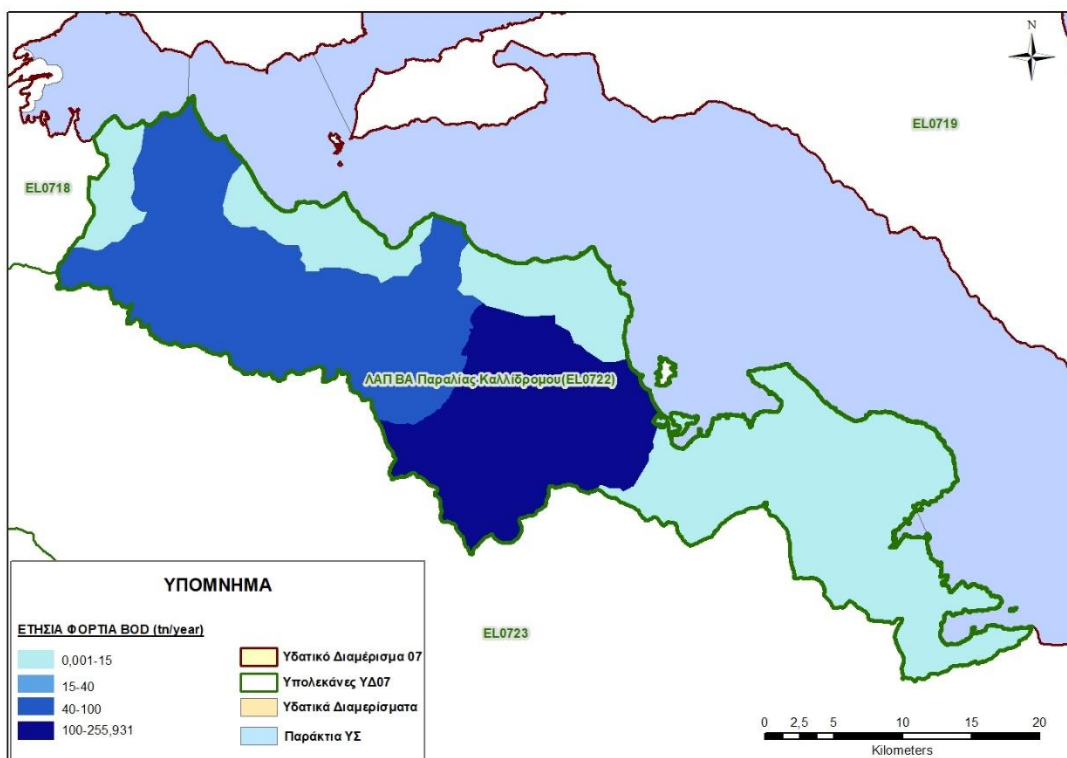 N
EL0719
EL0718
ΛΑΠ ΒΑ Παραλίας Καλλίδρομου(EL0722)
EL0723
ΥΠΟΜΝΗΜΑ
ΕΤΗΣΙΑ ΦΟΡΤΙΑ BOD (tn/year)
0,001-15
15-40
40-100
100-255,931
Υδατικό Διαμέρισμα 07
Υπολεκάνες ΥΔ07
Υδατικά Διαμερίσματα
Παράκτια ΥΣ
0 2,5 5 10 15 20
Kilometers